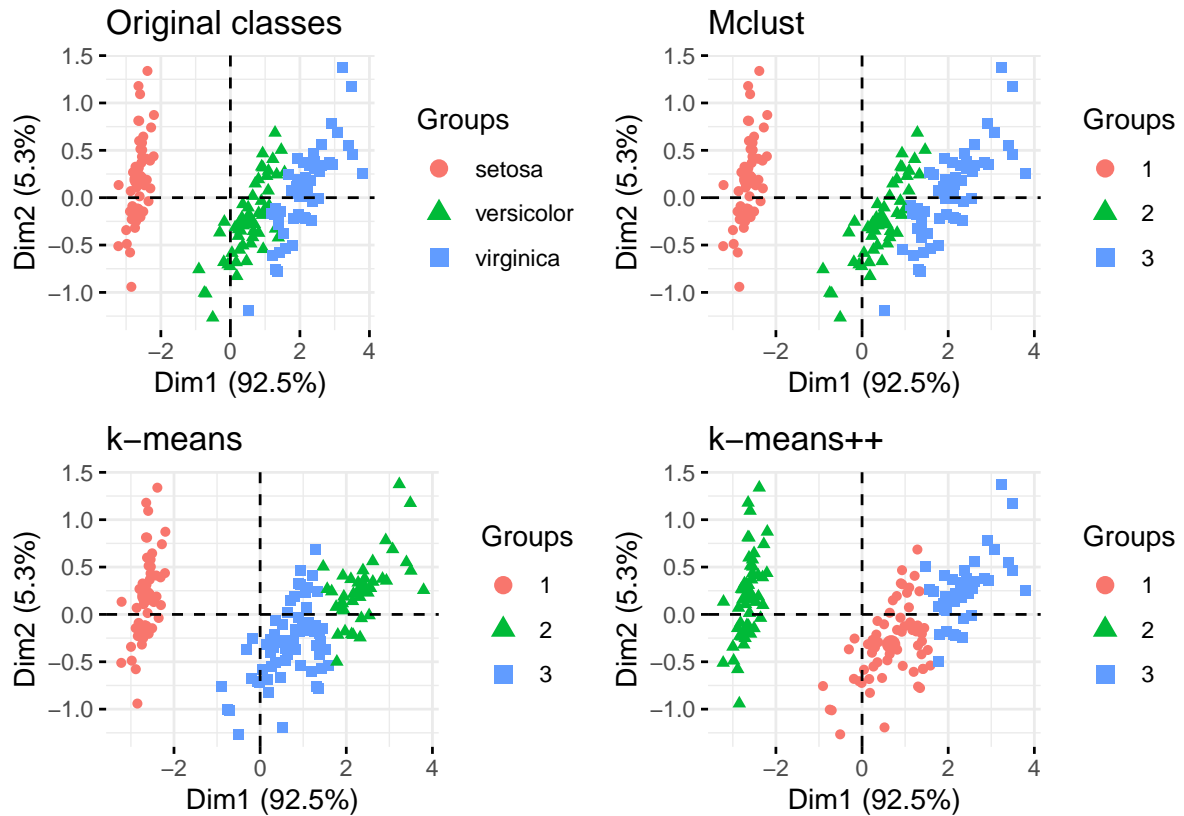 Original classes
1.5
1.0
0.5
0.0
−0.5
−1.0
−2 0 2 4
Dim2 (5.3%)
Dim1 (92.5%)
Groups
setosa
versicolor
virginica
Mclust
1.5
1.0
0.5
0.0
−0.5
−1.0
−2 0 2 4
Dim2 (5.3%)
Dim1 (92.5%)
Groups
1
2
3
k−means
1.5
1.0
0.5
0.0
−0.5
−1.0
−2 0 2 4
Dim2 (5.3%)
Dim1 (92.5%)
Groups
1
2
3
k−means++
1.5
1.0
0.5
0.0
−0.5
−1.0
−2 0 2 4
Dim2 (5.3%)
Dim1 (92.5%)
Groups
1
2
3